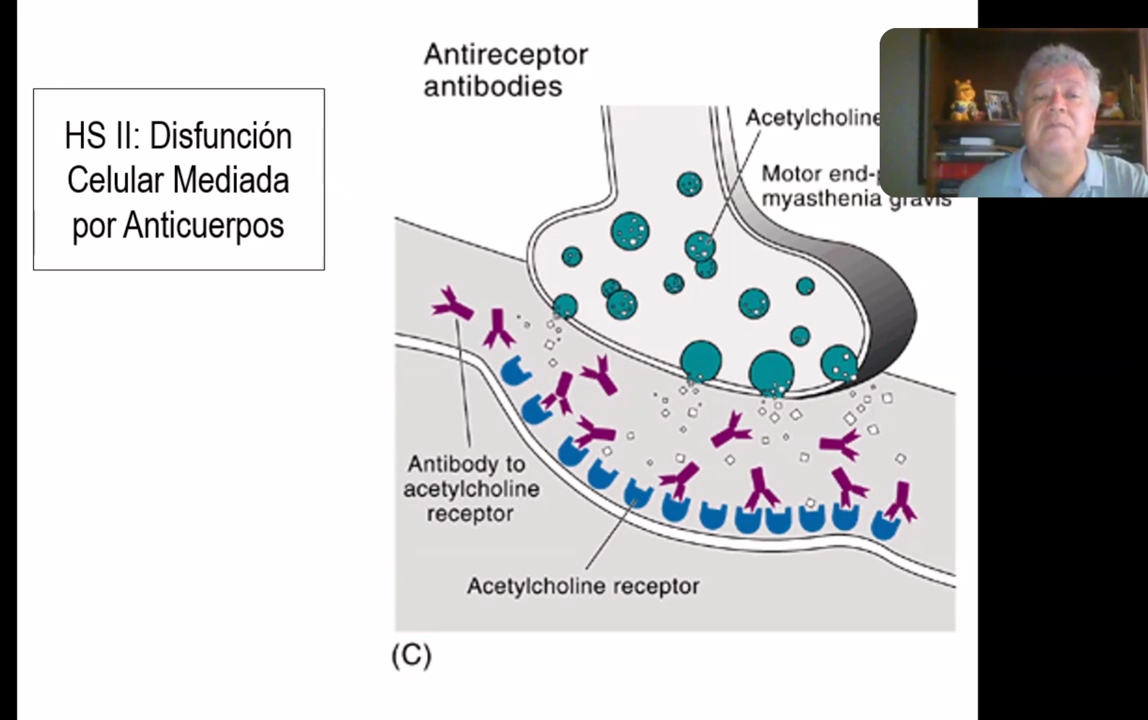 HS II: Disfunción
Celular Mediada
por Anticuerpos
Antireceptor
antibodies
Acetylcholine
Motor end-
myasthenia gravis
Antibody to
acetylcholine
receptor
Acetylcholine receptor
(C)